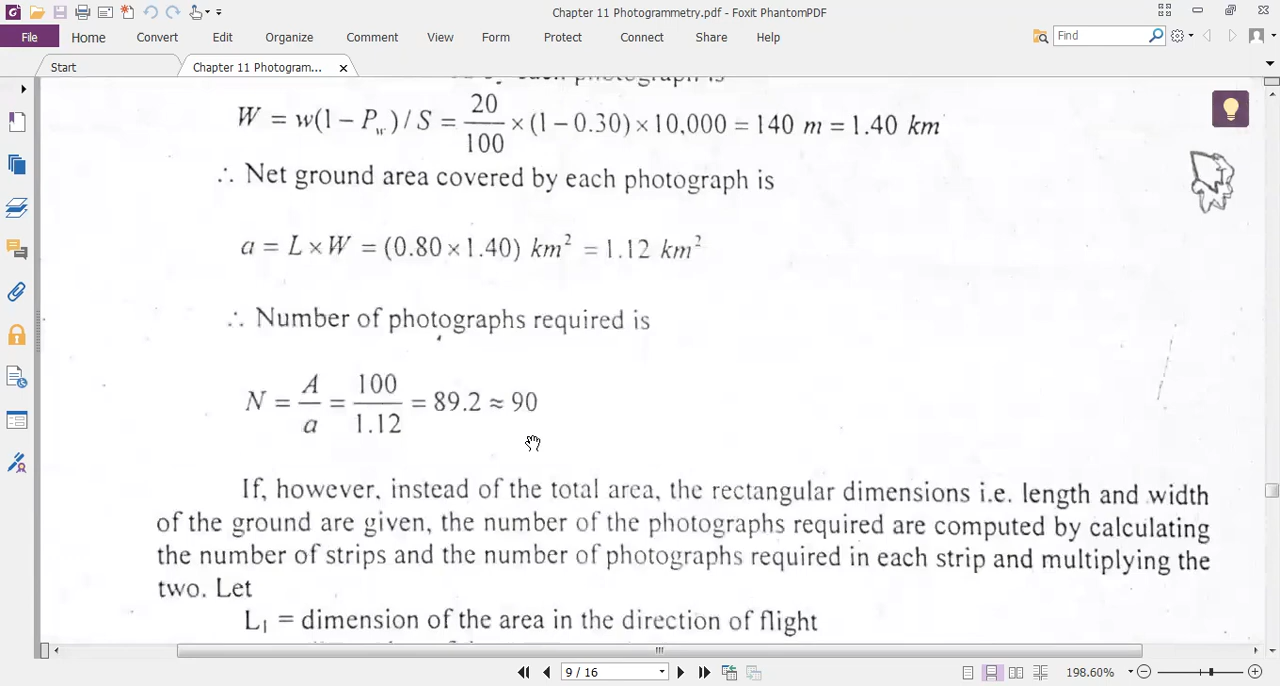 Chapter 11 Photogrammetry.pdf - Foxit PhantomPDF
File Home Convert Edit Organize Comment View Form Protect Connect Share Help Find
Start Chapter 11 Photogram...
each photograph is
W = w(1 − P_w)/S = 20/100 × (1 − 0.30) × 10,000 = 140 m = 1.40 km
∴ Net ground area covered by each photograph is
a = L × W = (0.80 × 1.40) km² = 1.12 km²
∴ Number of photographs required is
N = A/a = 100/1.12 = 89.2 ≈ 90
If, however, instead of the total area, the rectangular dimensions i.e. length and width
of the ground are given, the number of the photographs required are computed by calculating
the number of strips and the number of photographs required in each strip and multiplying the
two. Let
L₁ = dimension of the area in the direction of flight
9 / 16 198.60%